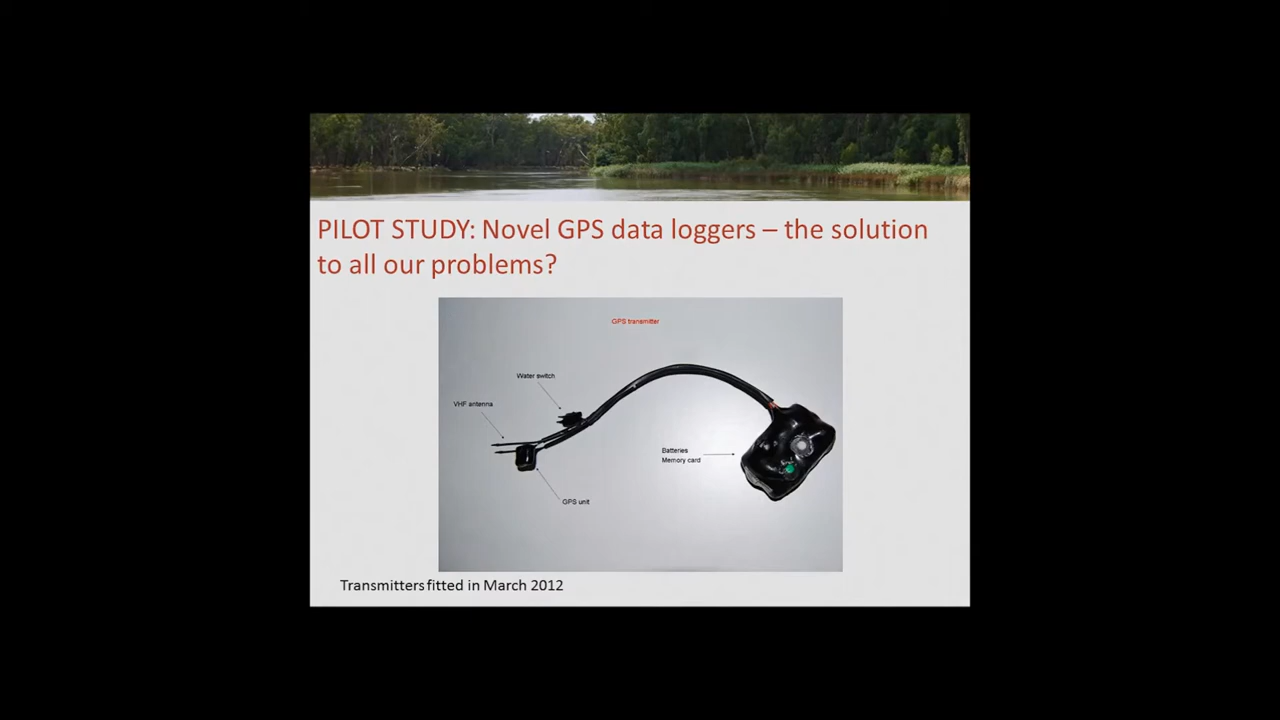 PILOT STUDY: Novel GPS data loggers – the solution
to all our problems?
GPS transmitter
Water switch
VHF antenna
Batteries
Memory card
GPS unit
Transmitters fitted in March 2012